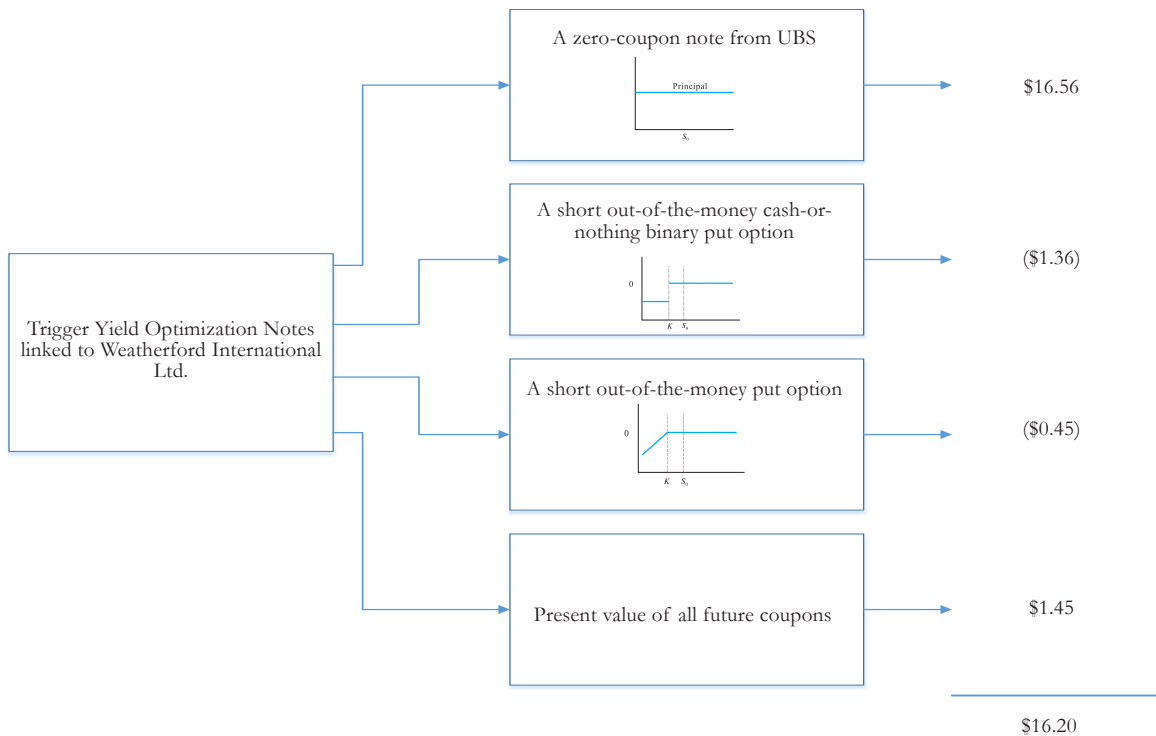 A zero-coupon note from UBS
Principal
S₀
$16.56
A short out-of-the-money cash-or-
nothing binary put option
0
K S₀
($1.36)
Trigger Yield Optimization Notes
linked to Weatherford International
Ltd.
A short out-of-the-money put option
0
K S₀
($0.45)
Present value of all future coupons
$1.45
$16.20